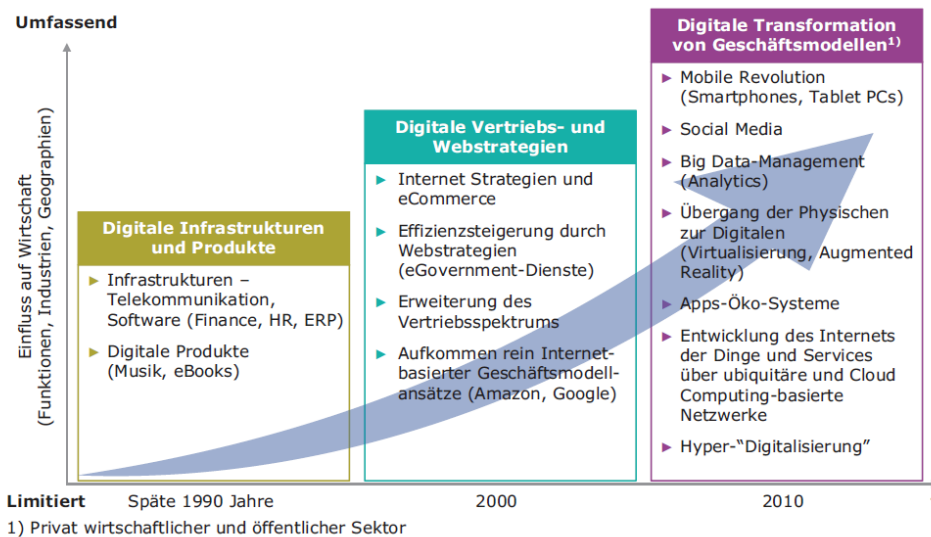 Umfassend
Einfluss auf Wirtschaft
(Funktionen, Industrien, Geographien)
Digitale Infrastrukturen
und Produkte
► Infrastrukturen –
Telekommunikation,
Software (Finance, HR, ERP)
► Digitale Produkte
(Musik, eBooks)
Digitale Vertriebs- und
Webstrategien
► Internet Strategien und
eCommerce
► Effizienzsteigerung durch
Webstrategien
(eGovernment-Dienste)
► Erweiterung des
Vertriebsspektrums
► Aufkommen rein Internet-
basierter Geschäftsmodell-
ansätze (Amazon, Google)
Digitale Transformation
von Geschäftsmodellen1)
► Mobile Revolution
(Smartphones, Tablet PCs)
► Social Media
► Big Data-Management
(Analytics)
► Übergang der Physischen
zur Digitalen
(Virtualisierung, Augmented
Reality)
► Apps-Öko-Systeme
► Entwicklung des Internets
der Dinge und Services
über ubiquitäre und Cloud
Computing-basierte
Netzwerke
► Hyper-“Digitalisierung”
Limitiert Späte 1990 Jahre 2000 2010
1) Privat wirtschaftlicher und öffentlicher Sektor